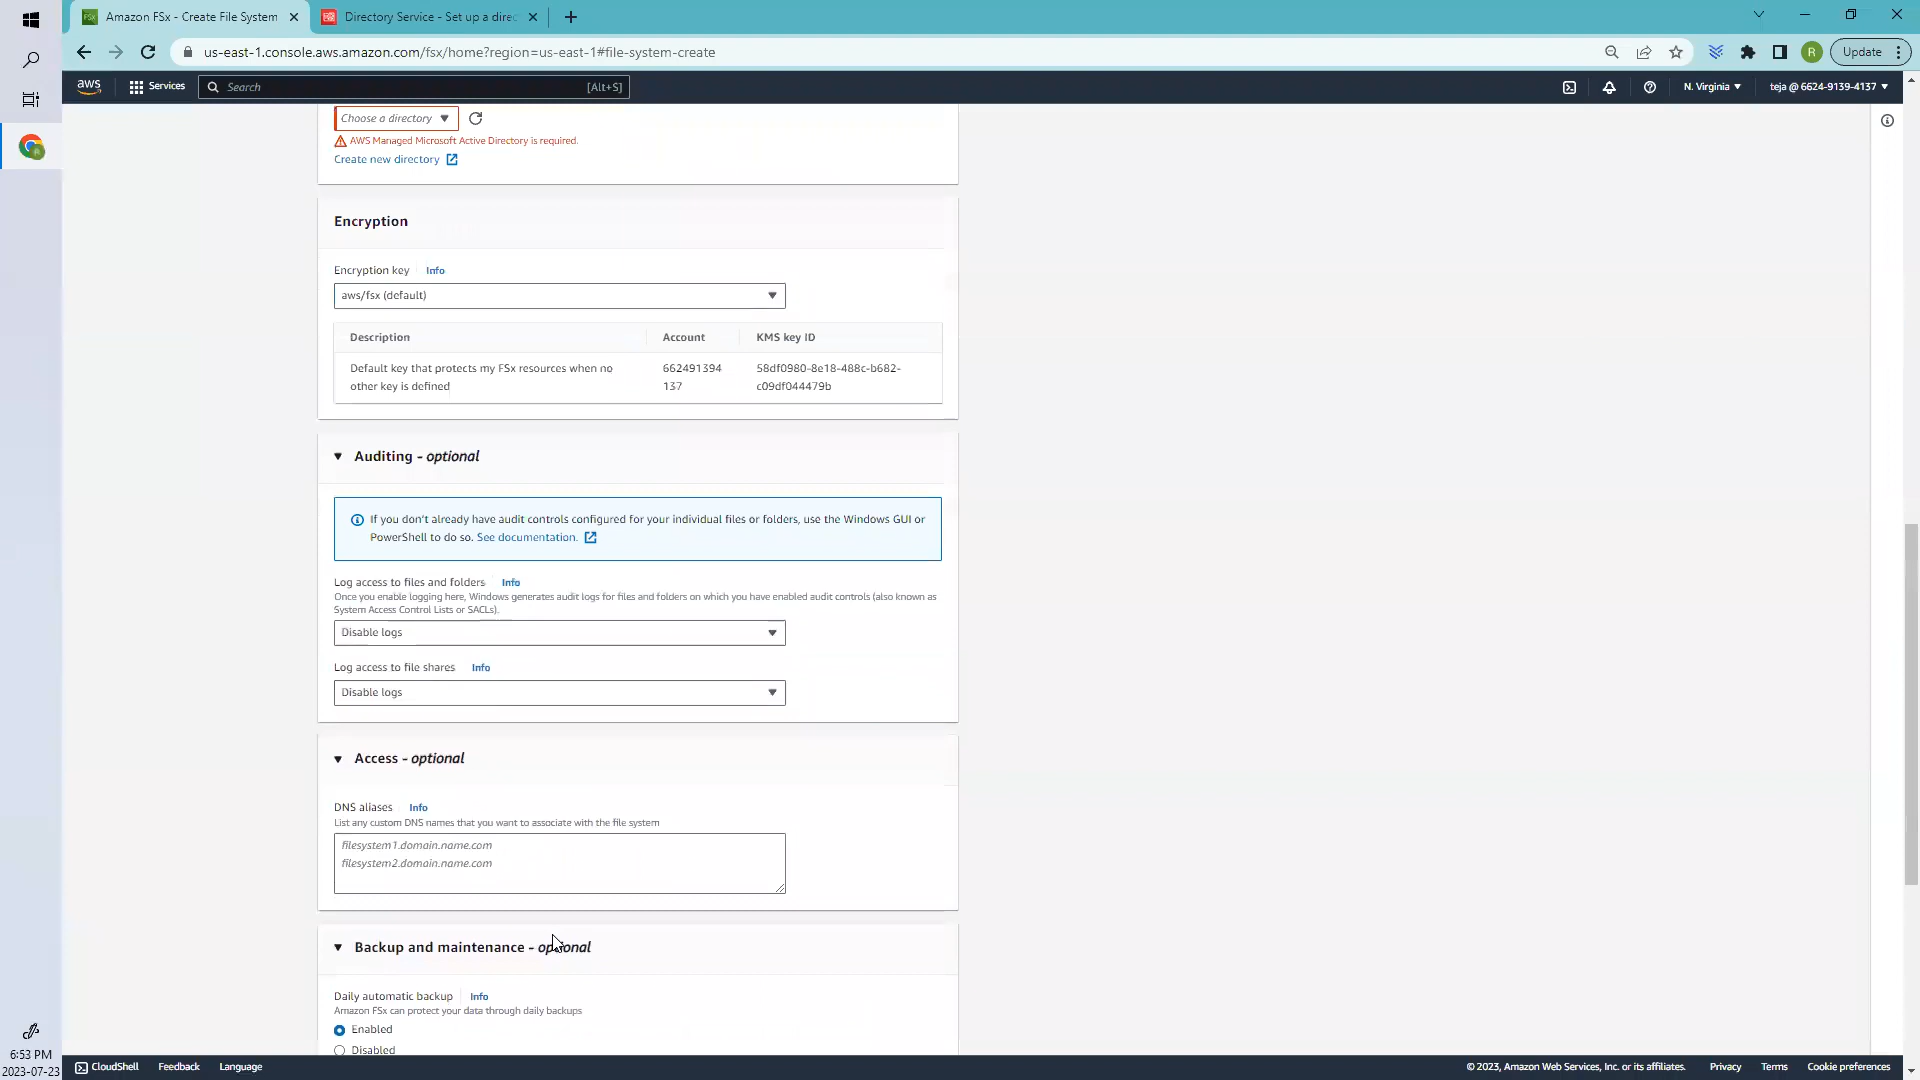 Amazon FSx - Create File System
Directory Service - Set up a direc
us-east-1.console.aws.amazon.com/fsx/home?region=us-east-1#file-system-create
R
Update
aws
Services
Search
[Alt+S]
N. Virginia
teja @ 6624-9139-4137
Choose a directory
AWS Managed Microsoft Active Directory is required.
Create new directory
Encryption
Encryption key Info
aws/fsx (default)
Description Account KMS key ID
Default key that protects my FSx resources when no 662491394 58df0980-8e18-488c-b682-
other key is defined 137 c09df044479b
Auditing - optional
If you don't already have audit controls configured for your individual files or folders, use the Windows GUI or
PowerShell to do so. See documentation.
Log access to files and folders Info
Once you enable logging here, Windows generates audit logs for files and folders on which you have enabled audit controls (also known as
System Access Control Lists or SACLs).
Disable logs
Log access to file shares Info
Disable logs
Access - optional
DNS aliases Info
List any custom DNS names that you want to associate with the file system
filesystem1.domain.name.com
filesystem2.domain.name.com
Backup and maintenance - optional
Daily automatic backup Info
Amazon FSx can protect your data through daily backups
Enabled
Disabled
6:53 PM
2023-07-23
CloudShell Feedback Language
© 2023, Amazon Web Services, Inc. or its affiliates. Privacy Terms Cookie preferences